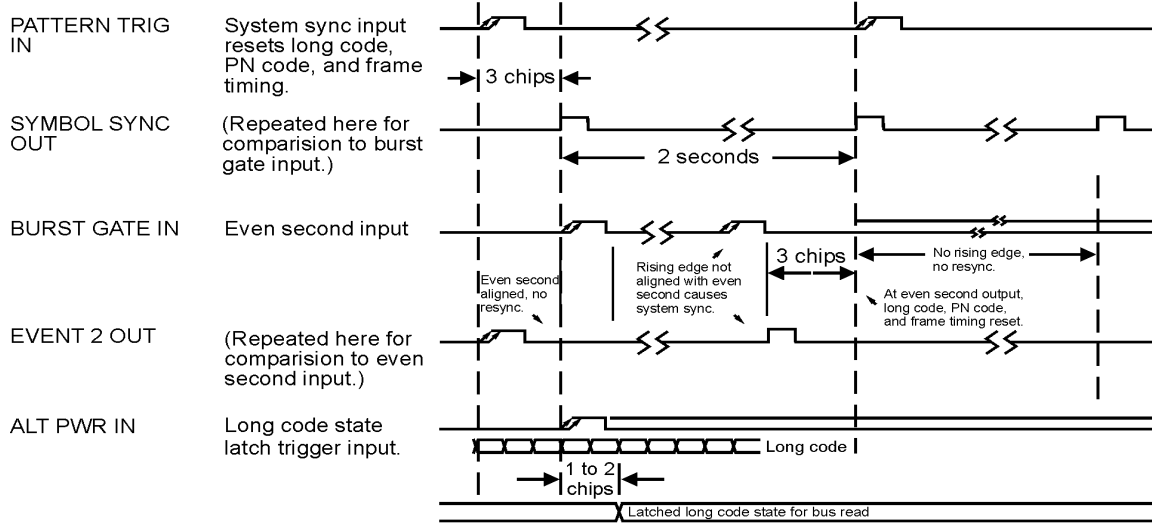 PATTERN TRIG
IN
System sync input
resets long code,
PN code, and frame
timing.
3 chips
SYMBOL SYNC
OUT
(Repeated here for
comparision to burst
gate input.)
2 seconds
BURST GATE IN
Even second input
3 chips
No rising edge,
no resync.
Even second
aligned, no
resync.
Rising edge not
aligned with even
second causes
system sync.
At even second output,
long code, PN code,
and frame timing reset.
EVENT 2 OUT
(Repeated here for
comparision to even
second input.)
ALT PWR IN
Long code state
latch trigger input.
Long code
1 to 2
chips
Latched long code state for bus read